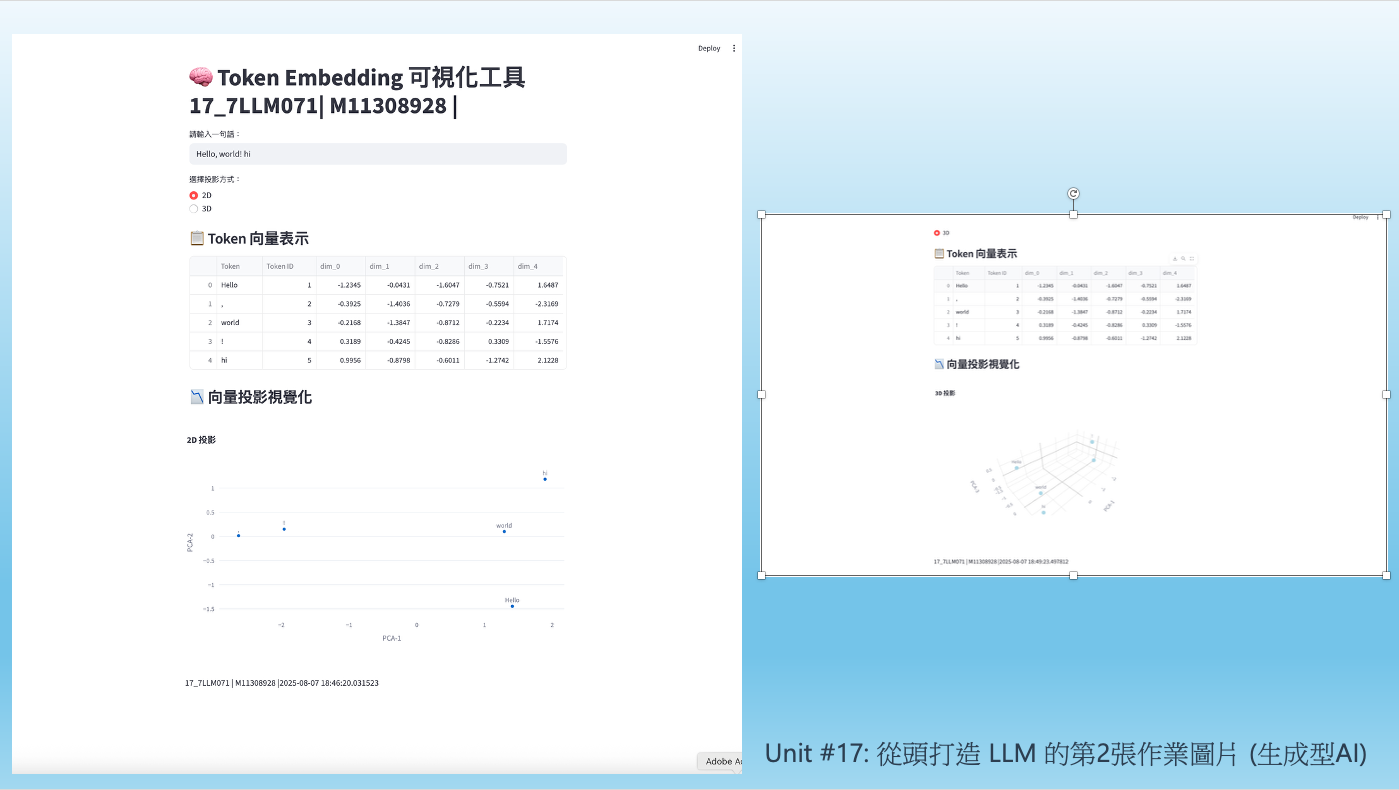 Deploy
Token Embedding 可視化工具
17_7LLM071| M11308928 |
請輸入一句話：
Hello, world! hi
選擇投影方式：
2D
3D
Token 向量表示
Token Token ID dim_0 dim_1 dim_2 dim_3 dim_4
0 Hello 1 -1.2345 -0.0431 -1.6047 -0.7521 1.6487
1 , 2 -0.3925 -1.4036 -0.7279 -0.5594 -2.3169
2 world 3 -0.2168 -1.3847 -0.8712 -0.2234 1.7174
3 ! 4 0.3189 -0.4245 -0.8286 0.3309 -1.5576
4 hi 5 0.9956 -0.8798 -0.6011 -1.2742 2.1228
向量投影視覺化
2D 投影
hi
1
0.5
!
world
,
0
PCA-2
−0.5
−1
Hello
−1.5
−2 −1 0 1 2
PCA-1
17_7LLM071 | M11308928 |2025-08-07 18:46:20.031523
Adobe A
Deploy
3D
Token 向量表示
Token Token ID dim_0 dim_1 dim_2 dim_3 dim_4
0 Hello 1 -1.2345 -0.0431 -1.6047 -0.7521 1.6487
1 , 2 -0.3925 -1.4036 -0.7279 -0.5594 -2.3169
2 world 3 -0.2168 -1.3847 -0.8712 -0.2234 1.7174
3 ! 4 0.3189 -0.4245 -0.8286 0.3309 -1.5576
4 hi 5 0.9956 -0.8798 -0.6011 -1.2742 2.1228
向量投影視覺化
3D 投影
Hello
world
hi
PCA-1
17_7LLM071 | M11308928 |2025-08-07 18:49:23.497812
Unit #17: 從頭打造 LLM 的第2張作業圖片 (生成型AI)